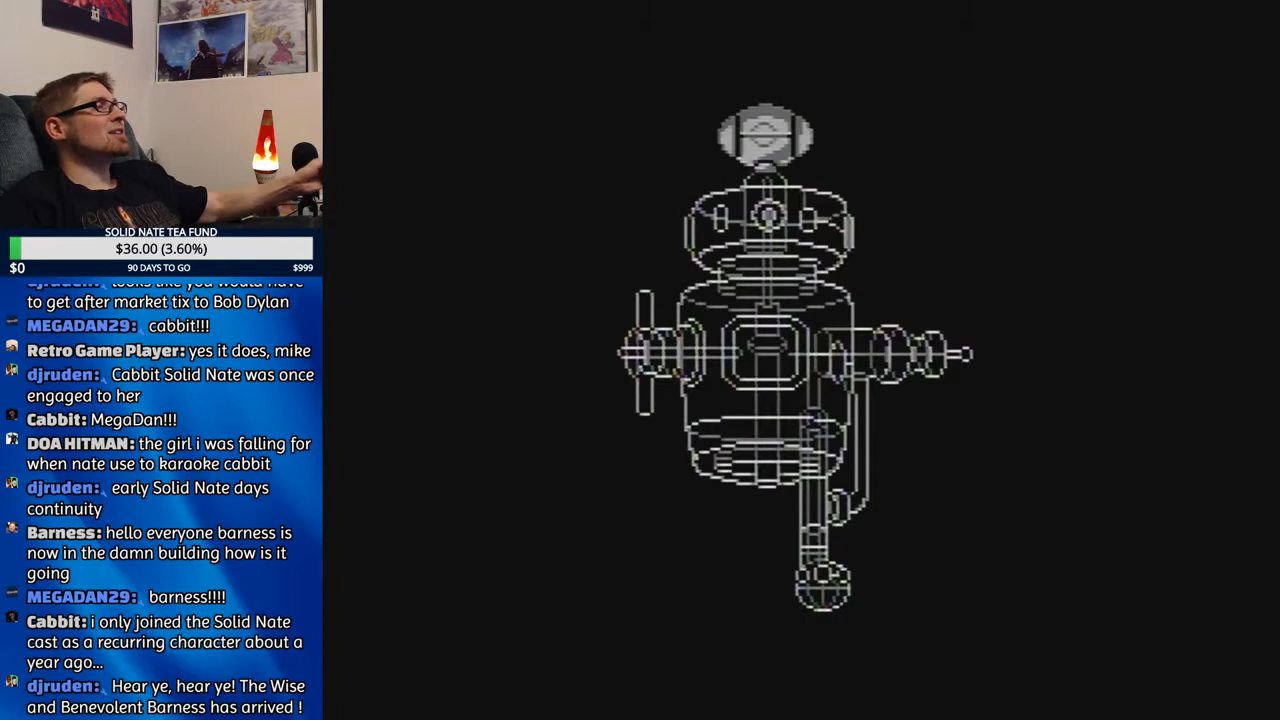 SOLID NATE TEA FUND
$36.00 (3.60%)
$0 90 DAYS TO GO $999
to get after market tix to Bob Dylan
MEGADAN29: cabbit!!!
Retro Game Player: yes it does, mike
djruden: Cabbit Solid Nate was once
engaged to her
Cabbit: MegaDan!!!
DOA HITMAN: the girl i was falling for
when nate use to karaoke cabbit
djruden: early Solid Nate days
continuity
Barness: hello everyone barness is
now in the damn building how is it
going
MEGADAN29: barness!!!!
Cabbit: i only joined the Solid Nate
cast as a recurring character about a
year ago...
djruden: Hear ye, hear ye! The Wise
and Benevolent Barness has arrived !